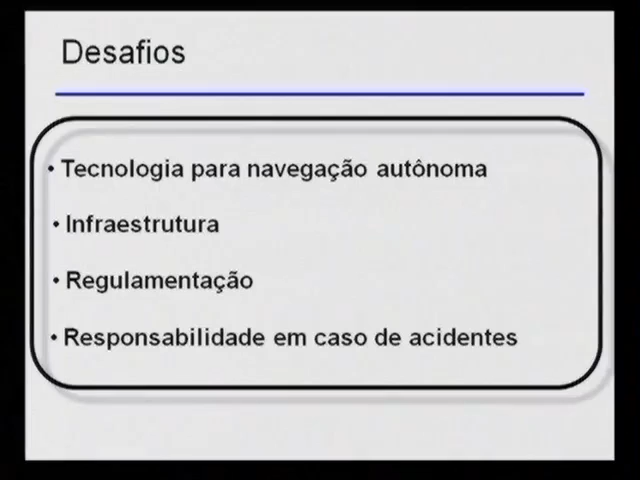 Desafios
• Tecnologia para navegação autônoma
• Infraestrutura
• Regulamentação
• Responsabilidade em caso de acidentes